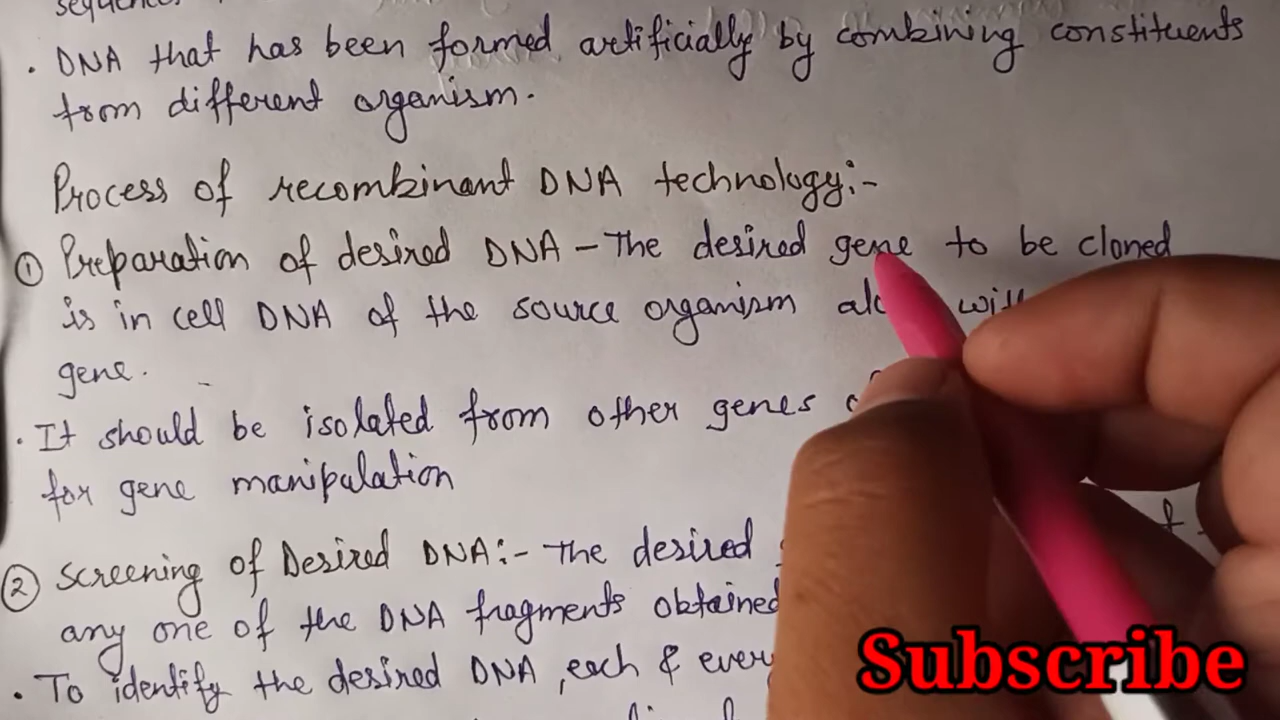 sequence
. DNA that has been formed artificially by combining constituents
from different organism.
Process of recombinant DNA technology:-
① Preparation of desired DNA - The desired gene to be cloned
is in cell DNA of the source organism
gene.
. It should be isolated from other genes
for gene manipulation
② Screening of Desired DNA:- The desired
any one of the DNA fragments obtained
. To identify the desired DNA, each &
Subscribe